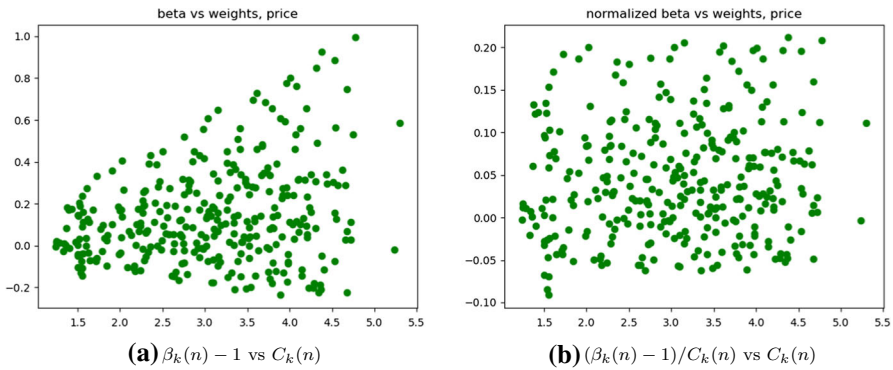 beta vs weights, price
1.0
0.8
0.6
0.4
0.2
0.0
−0.2
1.5 2.0 2.5 3.0 3.5 4.0 4.5 5.0 5.5
(a) βₖ(n) − 1 vs Cₖ(n)
normalized beta vs weights, price
0.20
0.15
0.10
0.05
0.00
−0.05
−0.10
1.5 2.0 2.5 3.0 3.5 4.0 4.5 5.0 5.5
(b) (βₖ(n) − 1)/Cₖ(n) vs Cₖ(n)